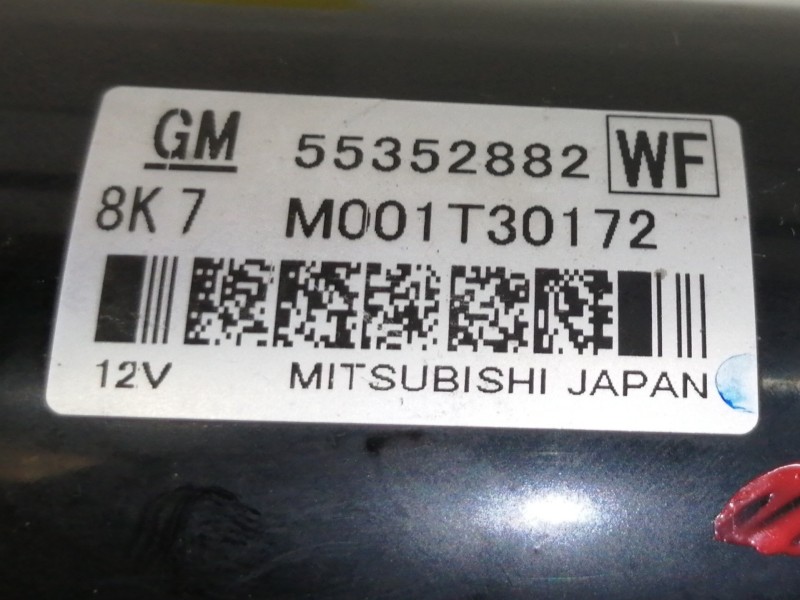 GM 55352882 WF
8K 7 M001T30172
12V MITSUBISHI JAPAN